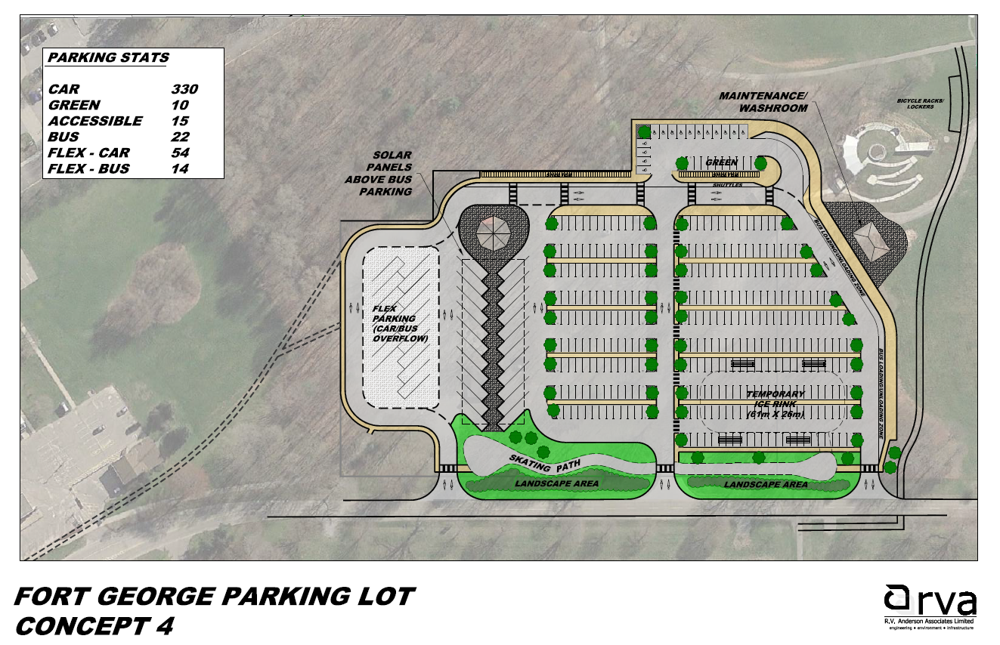 PARKING STATS
CAR 330
GREEN 10
ACCESSIBLE 15
BUS 22
FLEX - CAR 54
FLEX - BUS 14
MAINTENANCE/
WASHROOM
BICYCLE RACKS/
LOCKERS
SOLAR
PANELS
ABOVE BUS
PARKING
GREEN
SHELTER
SHELTER
SHUTTLES
BUS LOADING/UNLOADING ZONE
FLEX
PARKING
(CAR/BUS
OVERFLOW)
BUS LOADING/UNLOADING ZONE
TEMPORARY
ICE RINK
(61m X 26m)
SKATING PATH
LANDSCAPE AREA
LANDSCAPE AREA
FORT GEORGE PARKING LOT
CONCEPT 4
arva
R.V. Anderson Associates Limited
engineering • environment • infrastructure